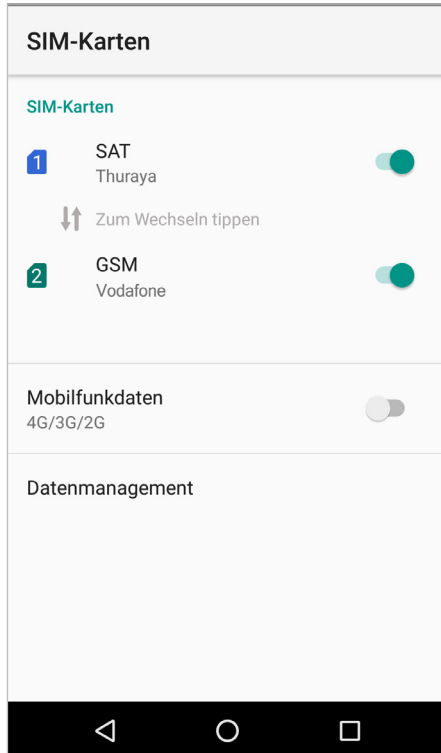 SIM-Karten
SIM-Karten
1
SAT
Thuraya
Zum Wechseln tippen
2
GSM
Vodafone
Mobilfunkdaten
4G/3G/2G
Datenmanagement